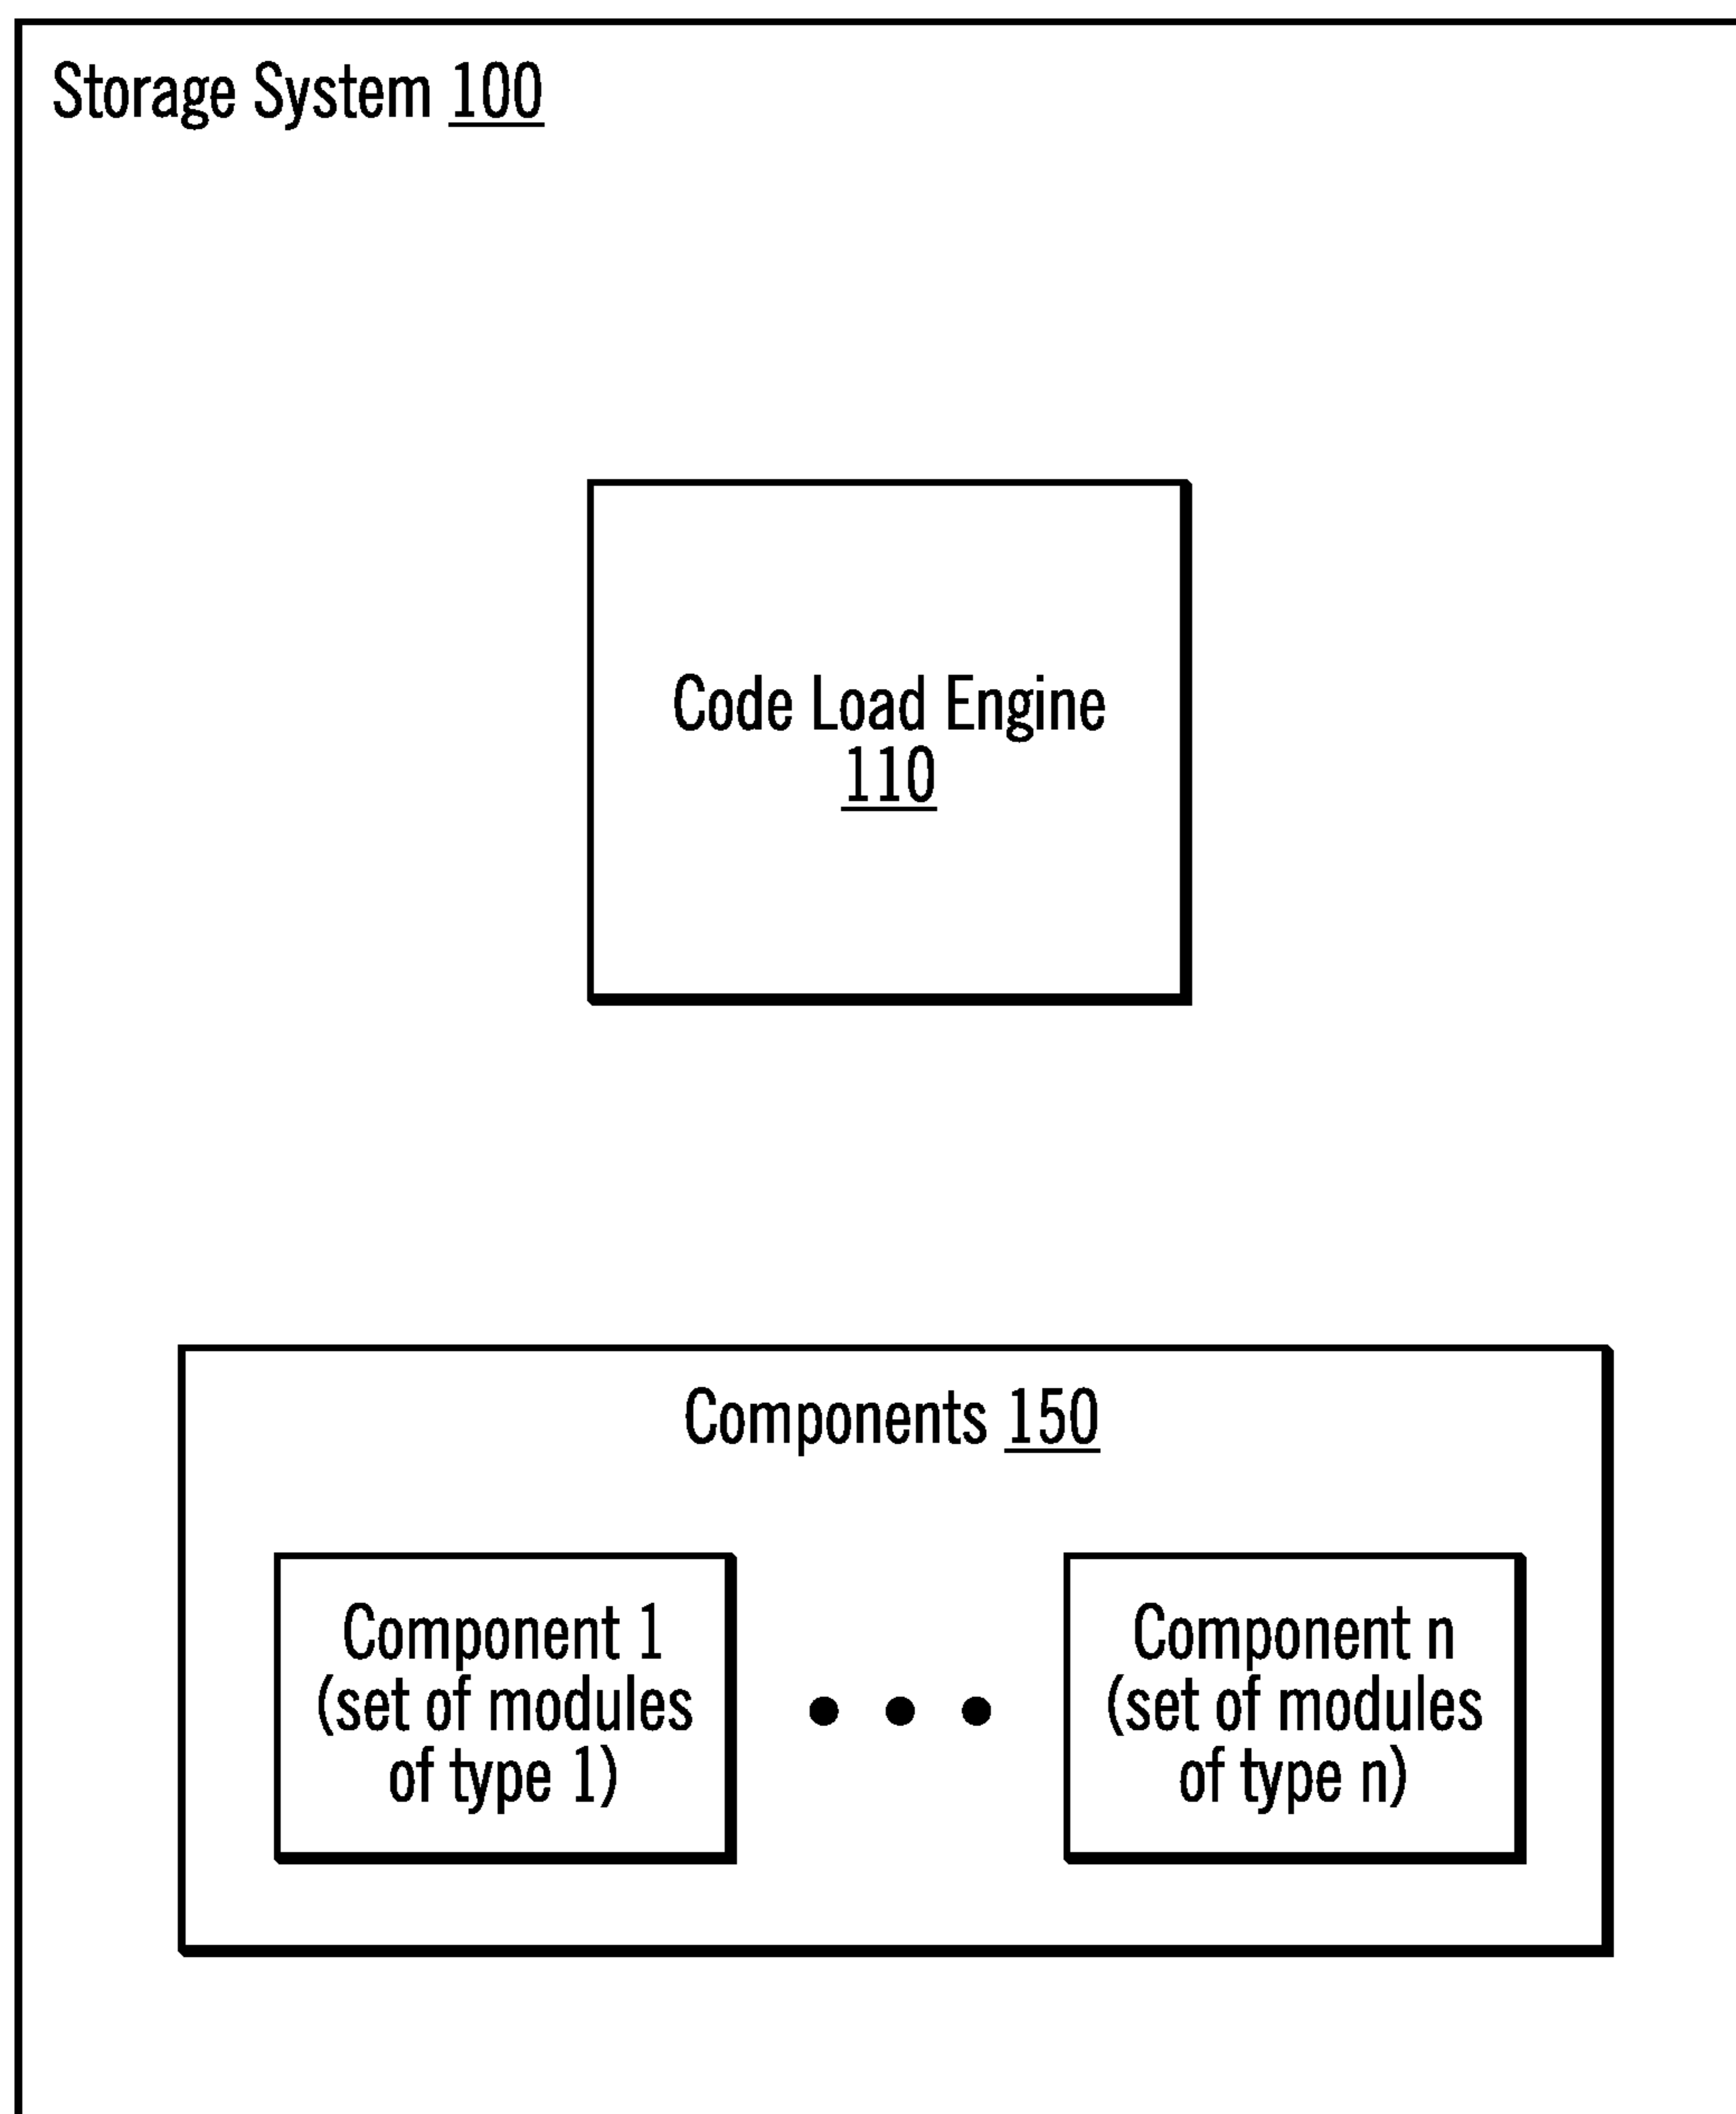 Storage System 100
Code Load Engine
110
Components 150
Component 1
(set of modules
of type 1)
Component n
(set of modules
of type n)